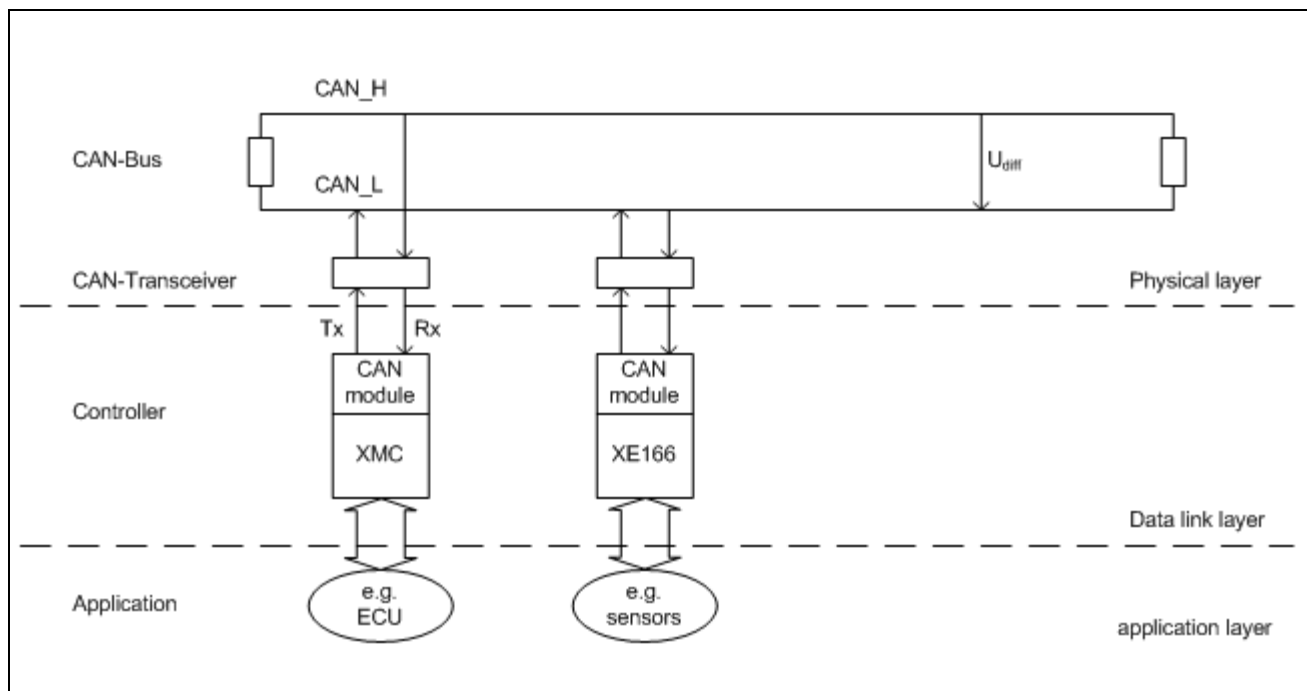 CAN_H
CAN-Bus
U_diff
CAN_L
CAN-Transceiver
Physical layer
Tx
Rx
CAN
module
CAN
module
Controller
XMC
XE166
Data link layer
e.g.
ECU
e.g.
sensors
Application
application layer